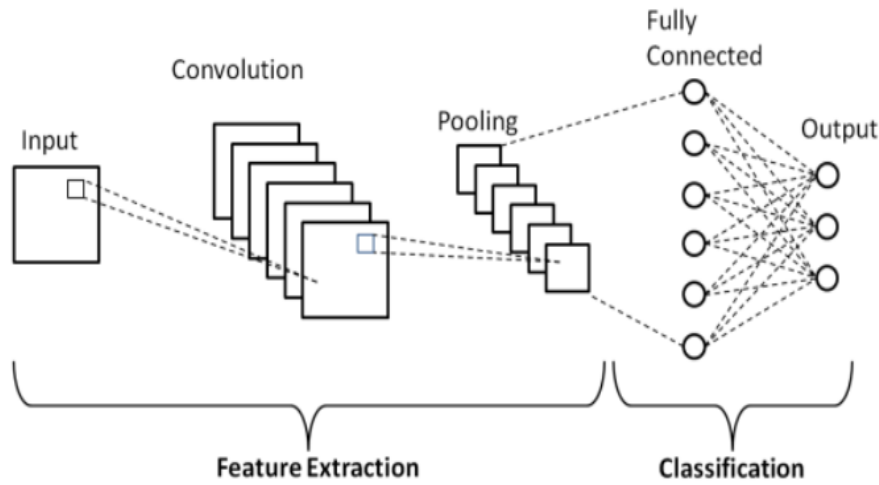 Input
Convolution
Pooling
Fully
Connected
Output
Feature Extraction
Classification